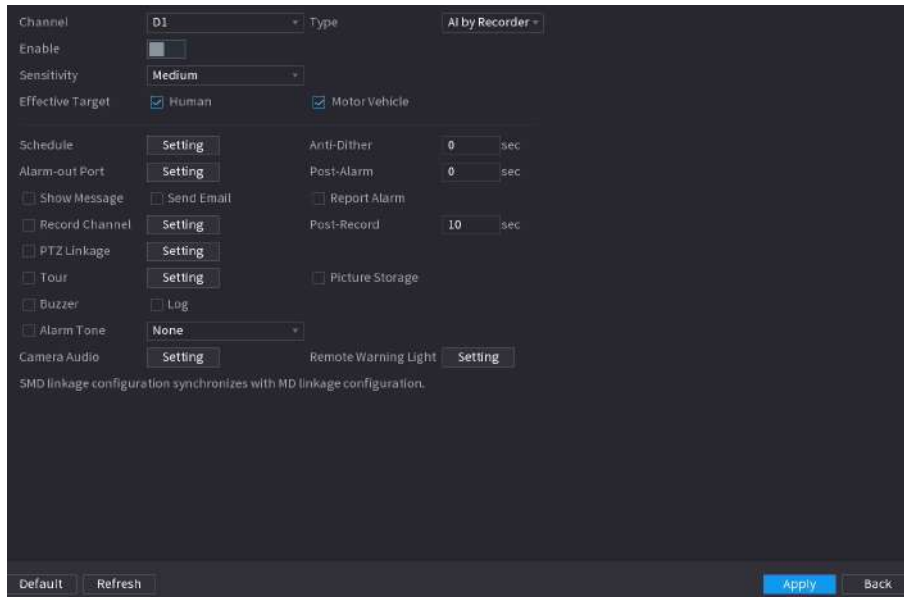 Channel D1 Type AI by Recorder
Enable
Sensitivity Medium
Effective Target Human Motor Vehicle
Schedule Setting Anti-Dither 0 sec
Alarm-out Port Setting Post-Alarm 0 sec
Show Message Send Email Report Alarm
Record Channel Setting Post-Record 10 sec
PTZ Linkage Setting
Tour Setting Picture Storage
Buzzer Log
Alarm Tone None
Camera Audio Setting Remote Warning Light Setting
SMD linkage configuration synchronizes with MD linkage configuration.
Default Refresh Apply Back